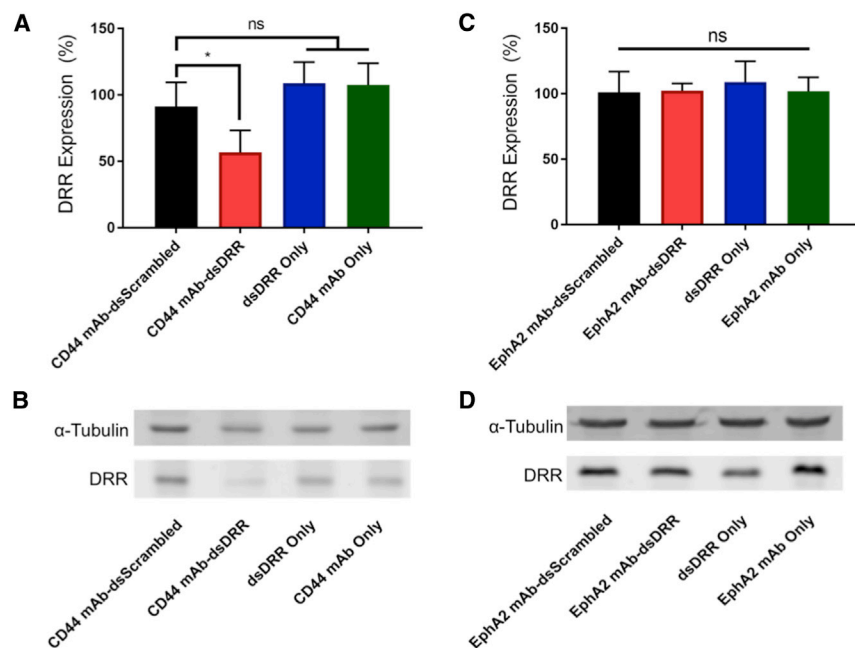 A
DRR Expression (%)
150
100
50
0
ns
*
CD44 mAb-dsScrambled
CD44 mAb-dsDRR
dsDRR Only
CD44 mAb Only
C
DRR Expression (%)
150
100
50
0
ns
EphA2 mAb-dsScrambled
EphA2 mAb-dsDRR
dsDRR Only
EphA2 mAb Only
B
α-Tubulin
DRR
CD44 mAb-dsScrambled
CD44 mAb-dsDRR
dsDRR Only
CD44 mAb Only
D
α-Tubulin
DRR
EphA2 mAb-dsScrambled
EphA2 mAb-dsDRR
dsDRR Only
EphA2 mAb Only